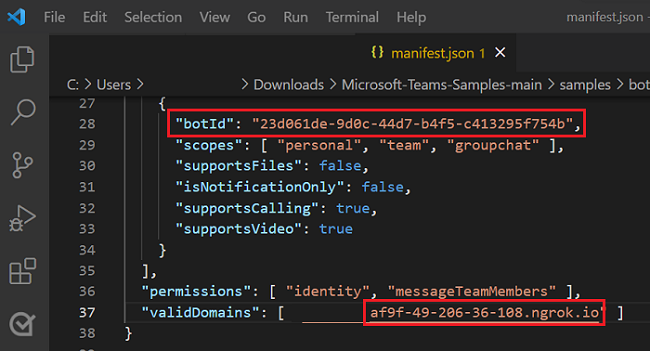 File Edit Selection View Go Run Terminal Help manifest.json -
{} manifest.json 1 ×
C: > Users > > Downloads > Microsoft-Teams-Samples-main > samples > bot
27 {
28 "botId": "23d061de-9d0c-44d7-b4f5-c413295f754b",
29 "scopes": [ "personal", "team", "groupchat" ],
30 "supportsFiles": false,
31 "isNotificationOnly": false,
32 "supportsCalling": true,
33 "supportsVideo": true
34 }
35 ],
36 "permissions": [ "identity", "messageTeamMembers" ],
37 "validDomains": [ af9f-49-206-36-108.ngrok.io" ]
38 }